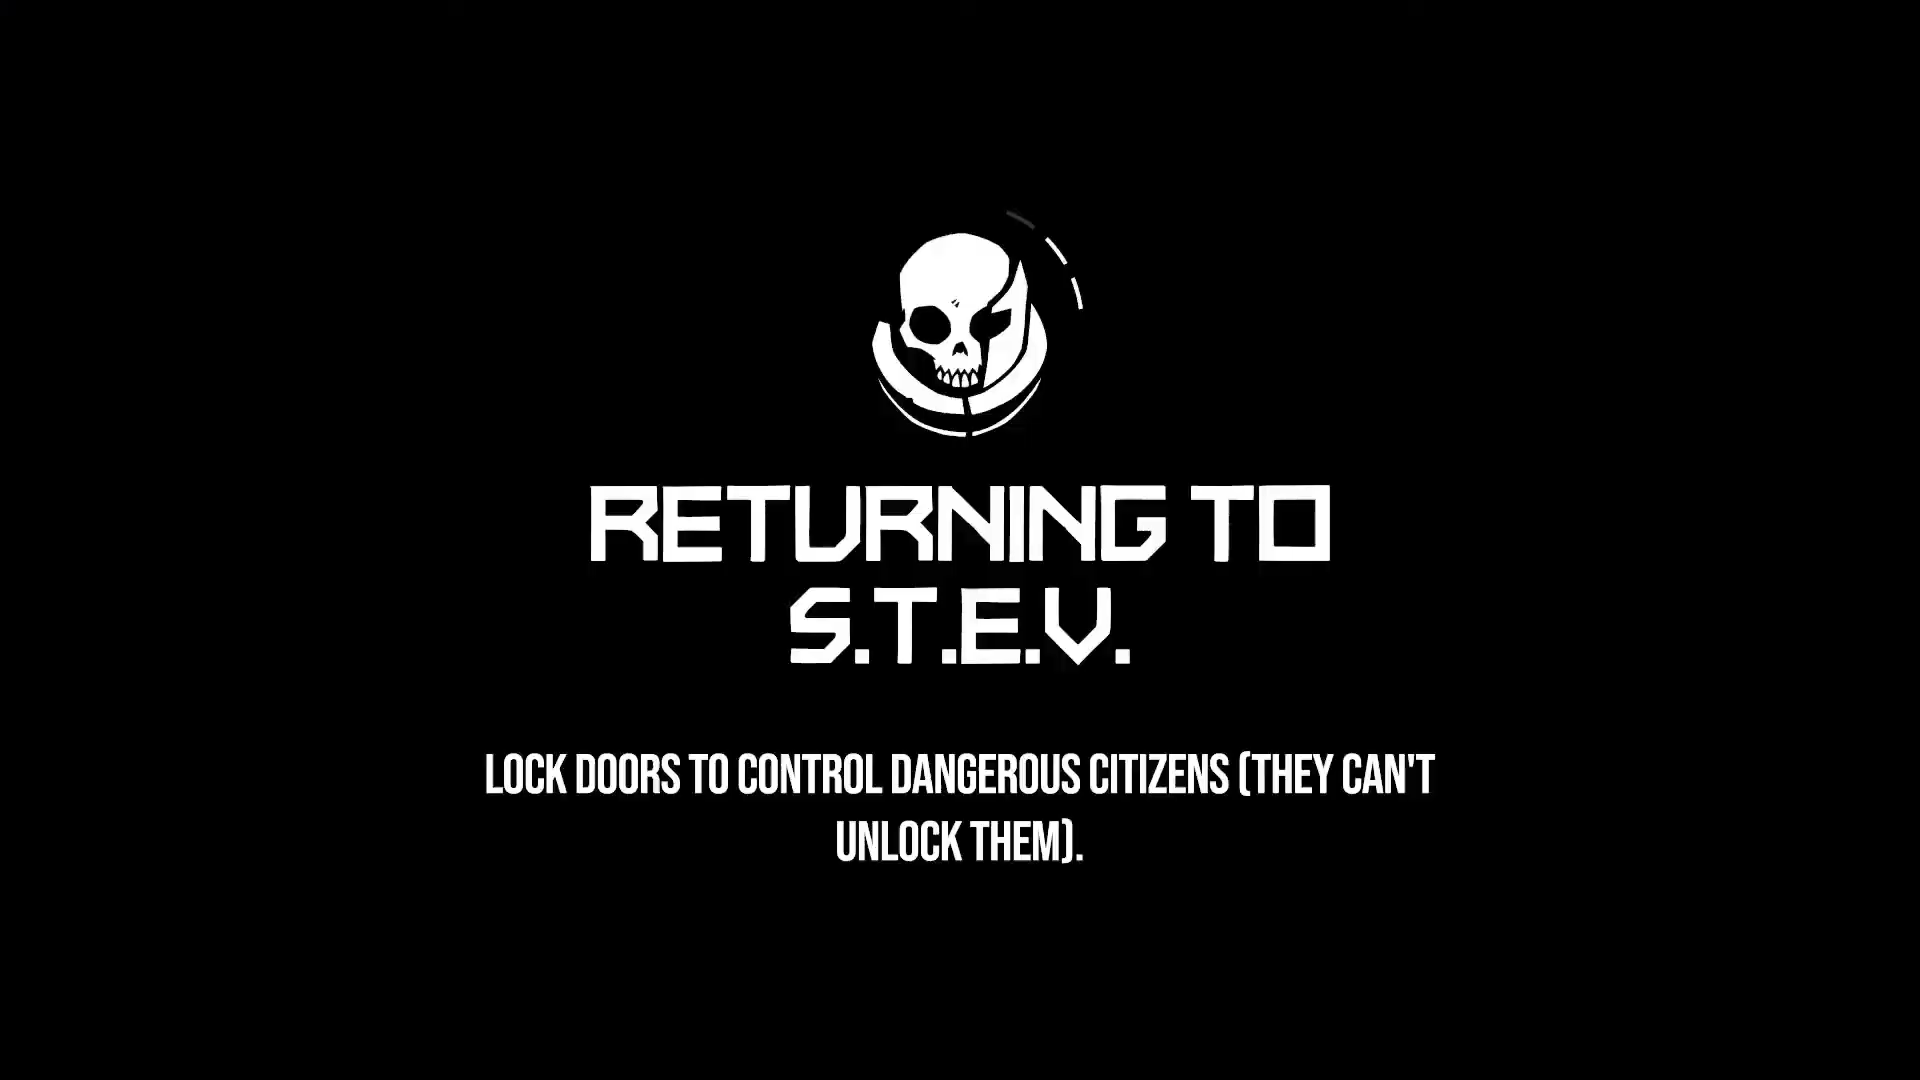 RETURNING TO
S.T.E.V.
LOCK DOORS TO CONTROL DANGEROUS CITIZENS (THEY CAN'T
UNLOCK THEM).